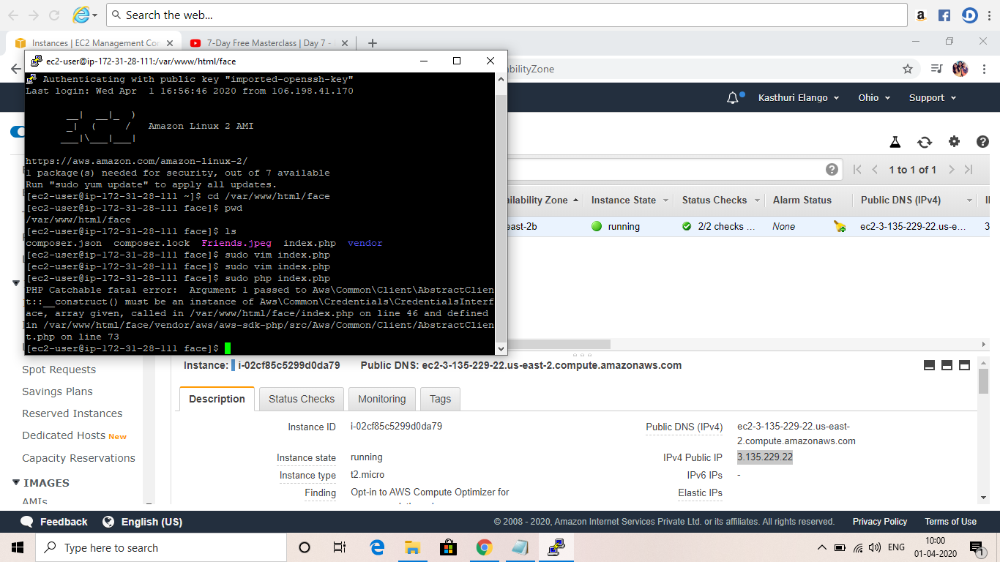 Search the web...
Instances | EC2 Management Con
7-Day Free Masterclass | Day 7 -
ec2-user@ip-172-31-28-111:/var/www/html/face
abilityZone
Authenticating with public key "imported-openssh-key"
Last login: Wed Apr  1 16:56:46 2020 from 106.198.41.170
__|  __|_  )
_|  (     /   Amazon Linux 2 AMI
___|\___|___|
https://aws.amazon.com/amazon-linux-2/
1 package(s) needed for security, out of 7 available
Run "sudo yum update" to apply all updates.
[ec2-user@ip-172-31-28-111 ~]$ cd /var/www/html/face
[ec2-user@ip-172-31-28-111 face]$ pwd
/var/www/html/face
[ec2-user@ip-172-31-28-111 face]$ ls
composer.json  composer.lock  Friends.jpeg  index.php  vendor
[ec2-user@ip-172-31-28-111 face]$ sudo vim index.php
[ec2-user@ip-172-31-28-111 face]$ sudo vim index.php
[ec2-user@ip-172-31-28-111 face]$ sudo php index.php
PHP Catchable fatal error:  Argument 1 passed to Aws\Common\Client\AbstractClien
t::__construct() must be an instance of Aws\Common\Credentials\CredentialsInterf
ace, array given, called in /var/www/html/face/index.php on line 46 and defined
in /var/www/html/face/vendor/aws/aws-sdk-php/src/Aws/Common/Client/AbstractClien
t.php on line 73
[ec2-user@ip-172-31-28-111 face]$
Kasthuri Elango Ohio Support
1 to 1 of 1
ailability Zone Instance State Status Checks Alarm Status Public DNS (IPv4)
east-2b running 2/2 checks ... None ec2-3-135-229-22.us-e... 3
Spot Requests
Savings Plans
Reserved Instances
Dedicated Hosts New
Capacity Reservations
IMAGES
AMIs
Instance: i-02cf85c5299d0da79 Public DNS: ec2-3-135-229-22.us-east-2.compute.amazonaws.com
Description Status Checks Monitoring Tags
Instance ID i-02cf85c5299d0da79
Public DNS (IPv4) ec2-3-135-229-22.us-east-
2.compute.amazonaws.com
Instance state running
IPv4 Public IP 3.135.229.22
Instance type t2.micro
IPv6 IPs -
Finding Opt-in to AWS Compute Optimizer for
Elastic IPs
Feedback English (US)
© 2008 - 2020, Amazon Internet Services Private Ltd. or its affiliates. All rights reserved. Privacy Policy Terms of Use
Type here to search
ENG
10:00
01-04-2020
1